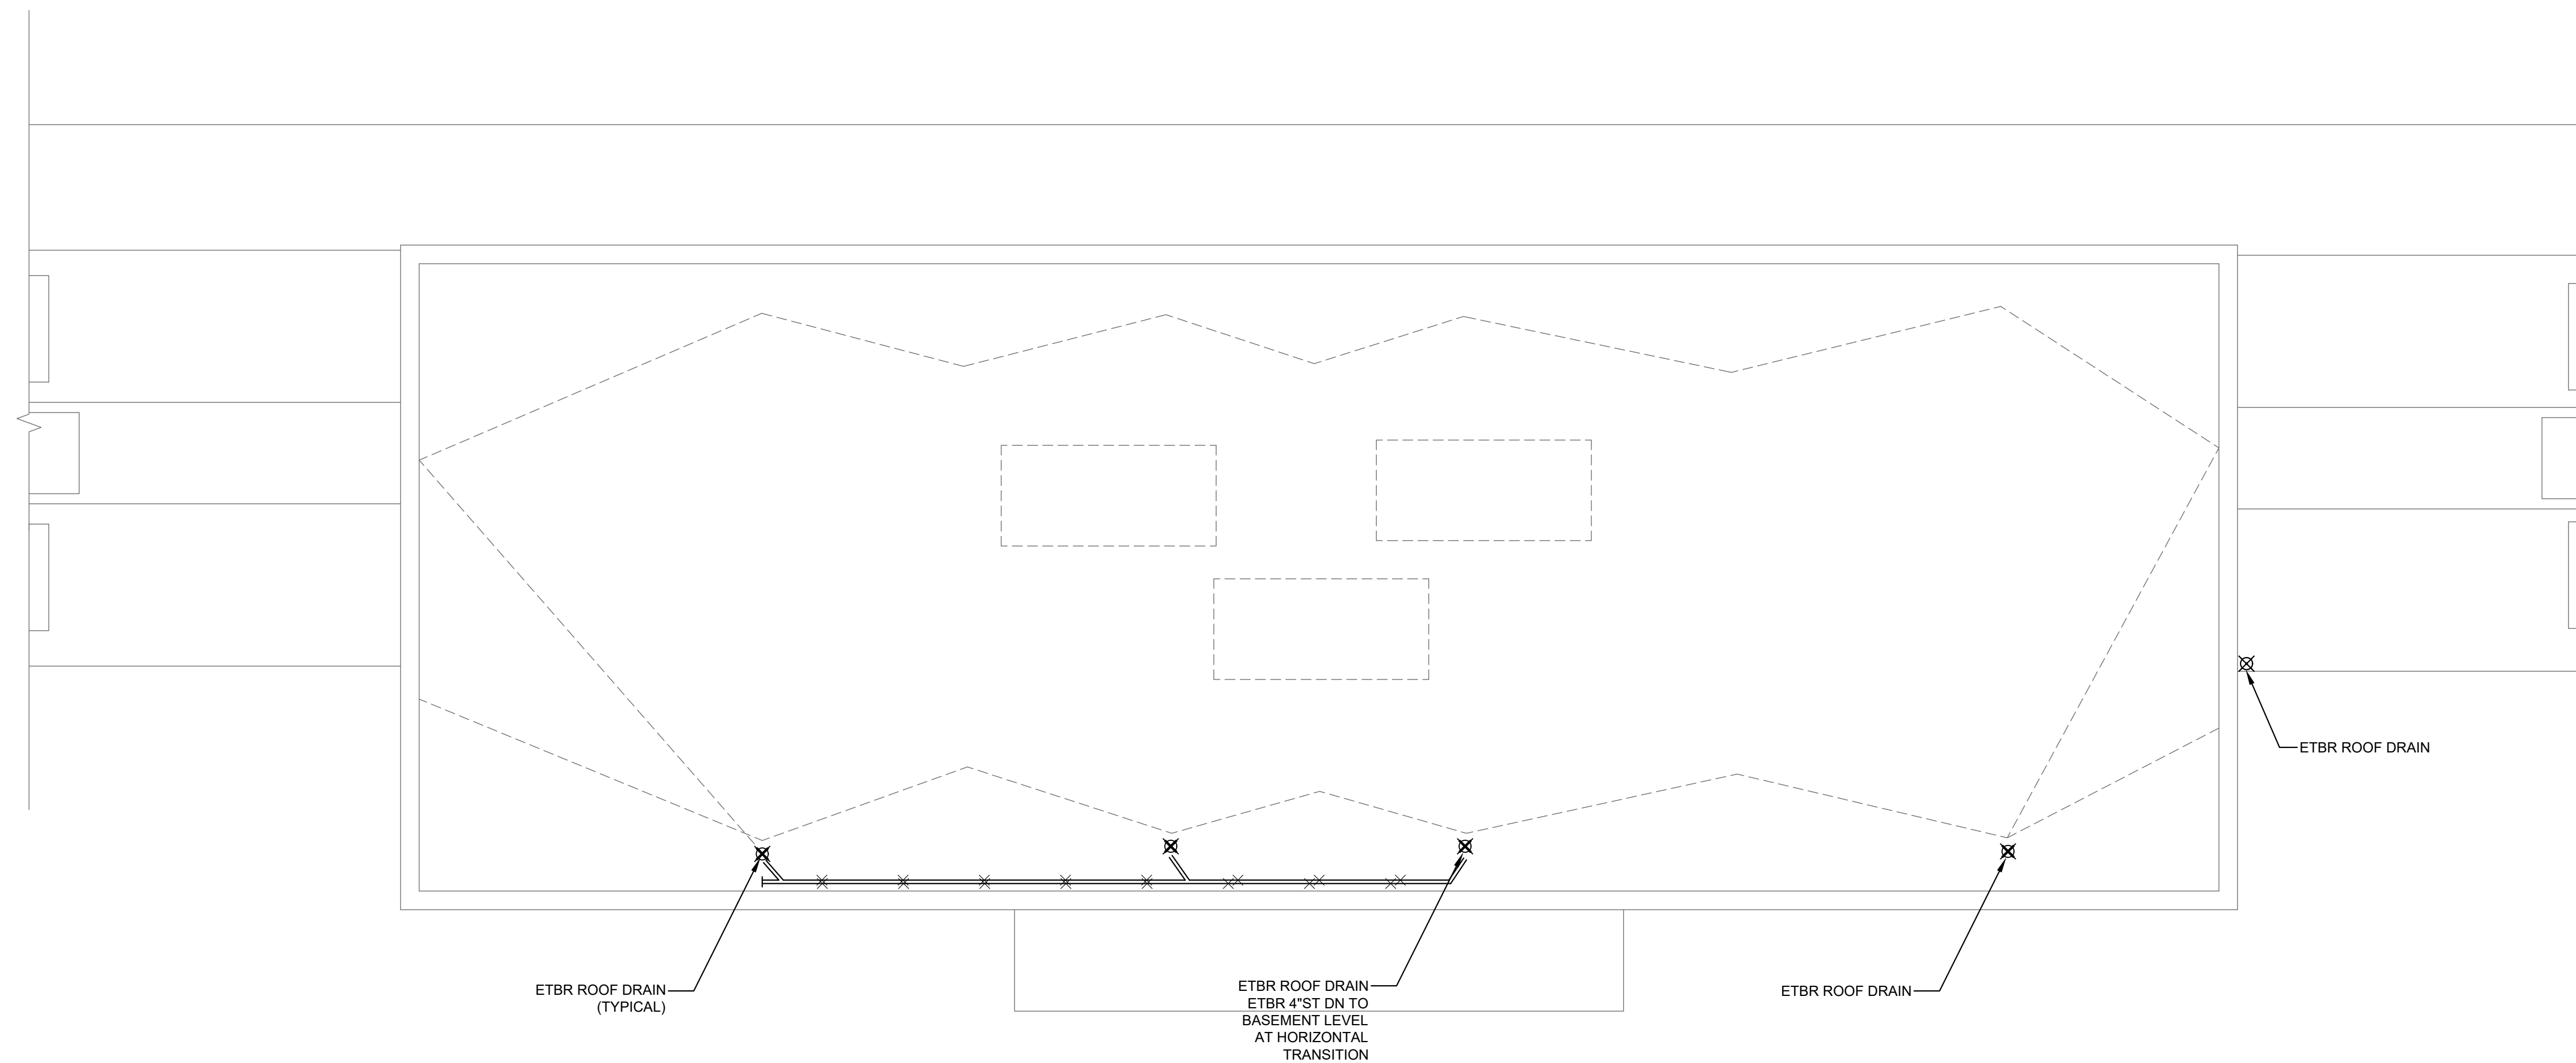 ETBR ROOF DRAIN
ETBR ROOF DRAIN
(TYPICAL)
ETBR ROOF DRAIN
ETBR 4"ST DN TO
BASEMENT LEVEL
AT HORIZONTAL
TRANSITION
ETBR ROOF DRAIN